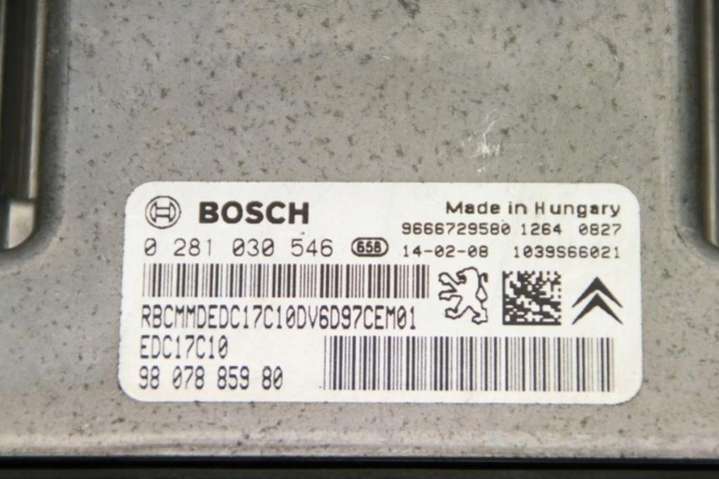 BOSCH
Made in Hungary
9666729580 1264 0827
0 281 030 546 658 14-02-08 1039S66021
RBCMMDEDC17C10DV6D97CEM01
EDC17C10
98 078 859 80